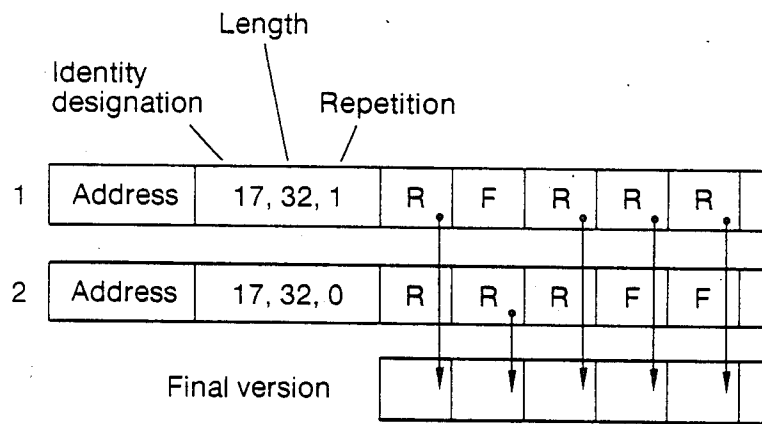 Length
Identity
designation
Repetition
1 Address 17, 32, 1 R F R R R
2 Address 17, 32, 0 R R R F F
Final version